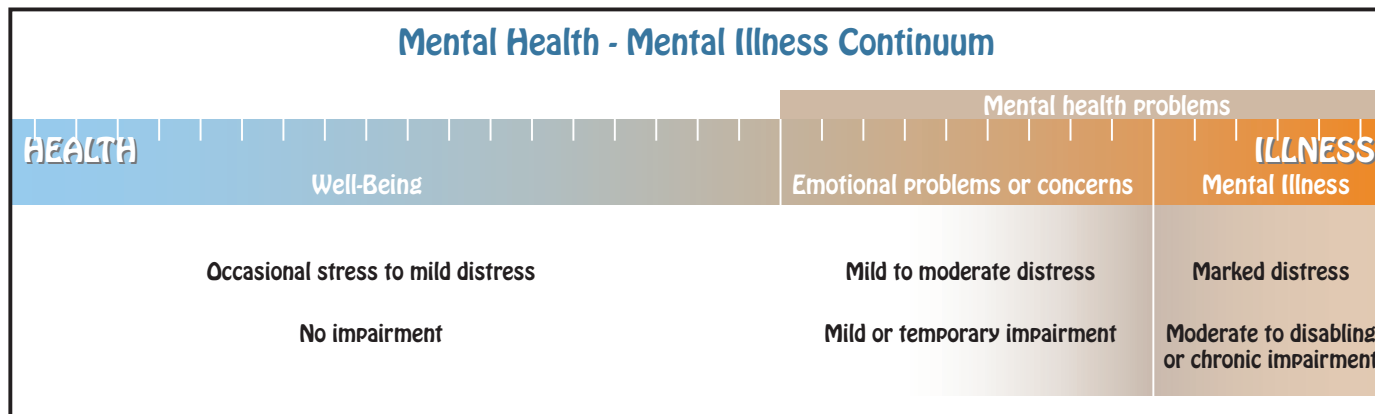 Mental Health - Mental Illness Continuum
Mental health problems
HEALTH
ILLNESS
Well-Being
Emotional problems or concerns
Mental Illness
Occasional stress to mild distress
Mild to moderate distress
Marked distress
No impairment
Mild or temporary impairment
Moderate to disabling
or chronic impairment